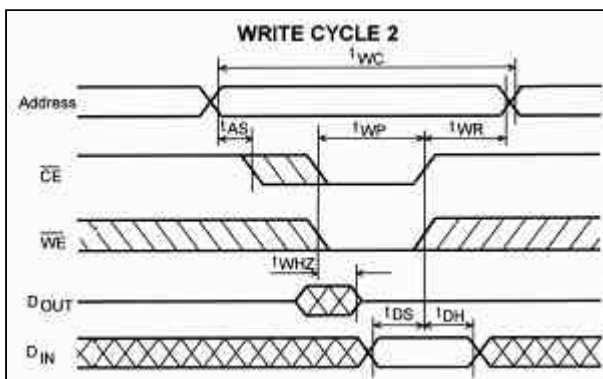 WRITE CYCLE 2
tWC
Address
tAS
tWP
tWR
CE
WE
tWHZ
DOUT
tDS
tDH
DIN